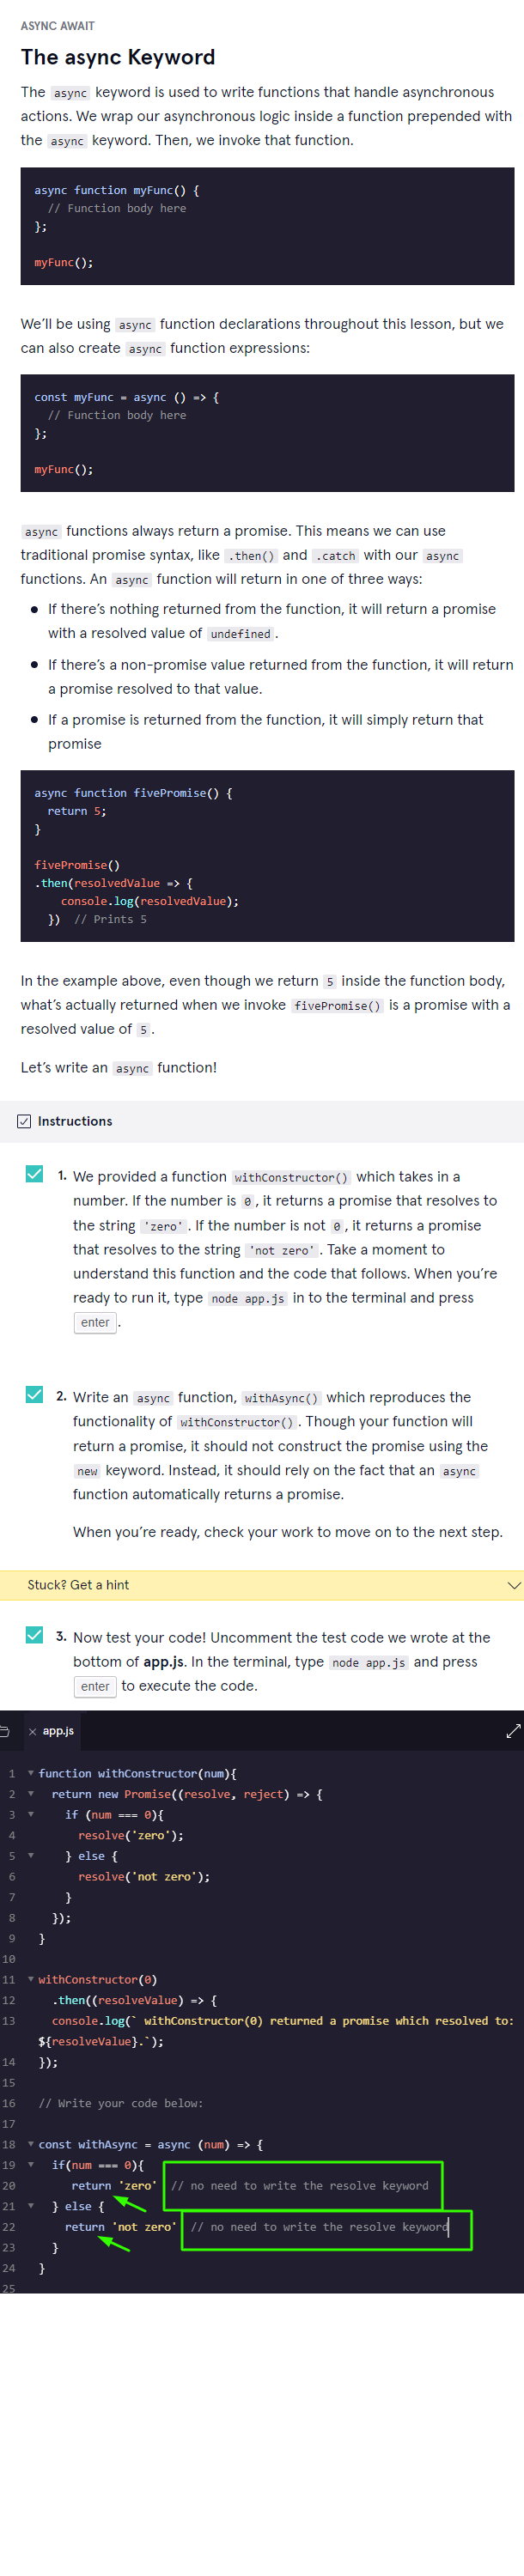 ASYNC AWAIT
The async Keyword
The async keyword is used to write functions that handle asynchronous
actions. We wrap our asynchronous logic inside a function prepended with
the async keyword. Then, we invoke that function.
async function myFunc() {
// Function body here
};
myFunc();
We’ll be using async function declarations throughout this lesson, but we
can also create async function expressions:
const myFunc = async () => {
// Function body here
};
myFunc();
async functions always return a promise. This means we can use
traditional promise syntax, like .then() and .catch with our async
functions. An async function will return in one of three ways:
• If there’s nothing returned from the function, it will return a promise
with a resolved value of undefined.
• If there’s a non-promise value returned from the function, it will return
a promise resolved to that value.
• If a promise is returned from the function, it will simply return that
promise
async function fivePromise() {
return 5;
}
fivePromise()
.then(resolvedValue => {
console.log(resolvedValue);
}) // Prints 5
In the example above, even though we return 5 inside the function body,
what’s actually returned when we invoke fivePromise() is a promise with a
resolved value of 5.
Let’s write an async function!
Instructions
1. We provided a function withConstructor() which takes in a
number. If the number is 0, it returns a promise that resolves to
the string 'zero'. If the number is not 0, it returns a promise
that resolves to the string 'not zero'. Take a moment to
understand this function and the code that follows. When you’re
ready to run it, type node app.js in to the terminal and press
enter.
2. Write an async function, withAsync() which reproduces the
functionality of withConstructor(). Though your function will
return a promise, it should not construct the promise using the
new keyword. Instead, it should rely on the fact that an async
function automatically returns a promise.
When you’re ready, check your work to move on to the next step.
Stuck? Get a hint
3. Now test your code! Uncomment the test code we wrote at the
bottom of app.js. In the terminal, type node app.js and press
enter to execute the code.
app.js
1 function withConstructor(num){
2 return new Promise((resolve, reject) => {
3 if (num === 0){
4 resolve('zero');
5 } else {
6 resolve('not zero');
7 }
8 });
9 }
10
11 withConstructor(0)
12 .then((resolveValue) => {
13 console.log(` withConstructor(0) returned a promise which resolved to:
${resolveValue}.`);
14 });
15
16 // Write your code below:
17
18 const withAsync = async (num) => {
19 if(num === 0){
20 return 'zero' // no need to write the resolve keyword
21 } else {
22 return 'not zero' // no need to write the resolve keyword
23 }
24 }
25